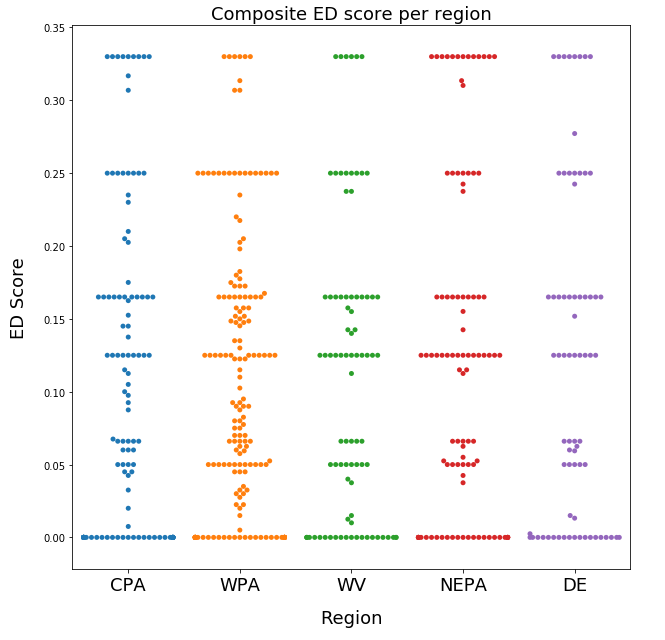 Composite ED score per region
0.35
0.30
0.25
0.20
0.15
0.10
0.05
0.00
ED Score
CPA WPA WV NEPA DE
Region